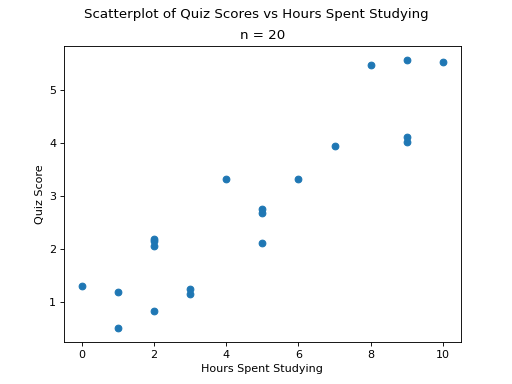 Scatterplot of Quiz Scores vs Hours Spent Studying
n = 20
5
4
3
2
1
Quiz Score
0 2 4 6 8 10
Hours Spent Studying